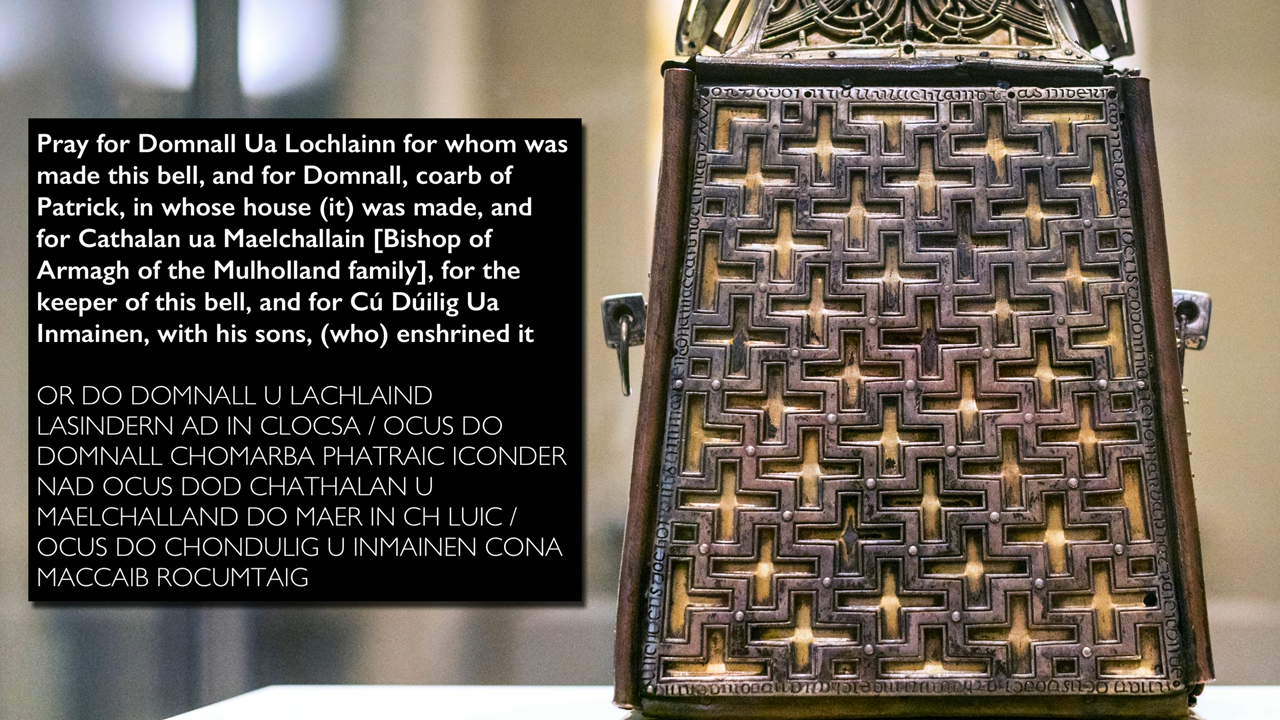 Pray for Domnall Ua Lochlainn for whom was
made this bell, and for Domnall, coarb of
Patrick, in whose house (it) was made, and
for Cathalan ua Maelchallain [Bishop of
Armagh of the Mulholland family], for the
keeper of this bell, and for Cú Dúilig Ua
Inmainen, with his sons, (who) enshrined it
OR DO DOMNALL U LACHLAIND
LASINDERN AD IN CLOCSA / OCUS DO
DOMNALL CHOMARBA PHATRAIC ICONDER
NAD OCUS DOD CHATHALAN U
MAELCHALLAND DO MAER IN CH LUIC /
OCUS DO CHONDULIG U INMAINEN CONA
MACCAIB ROCUMTAIG